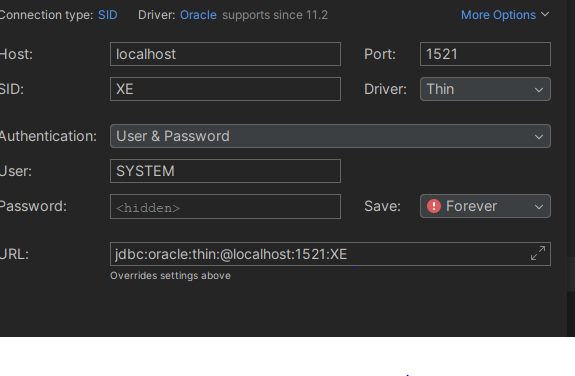 Connection type: SID Driver: Oracle supports since 11.2 More Options
Host: localhost Port: 1521
SID: XE Driver: Thin
Authentication: User & Password
User: SYSTEM
Password: <hidden> Save: Forever
URL: jdbc:oracle:thin:@localhost:1521:XE
Overrides settings above